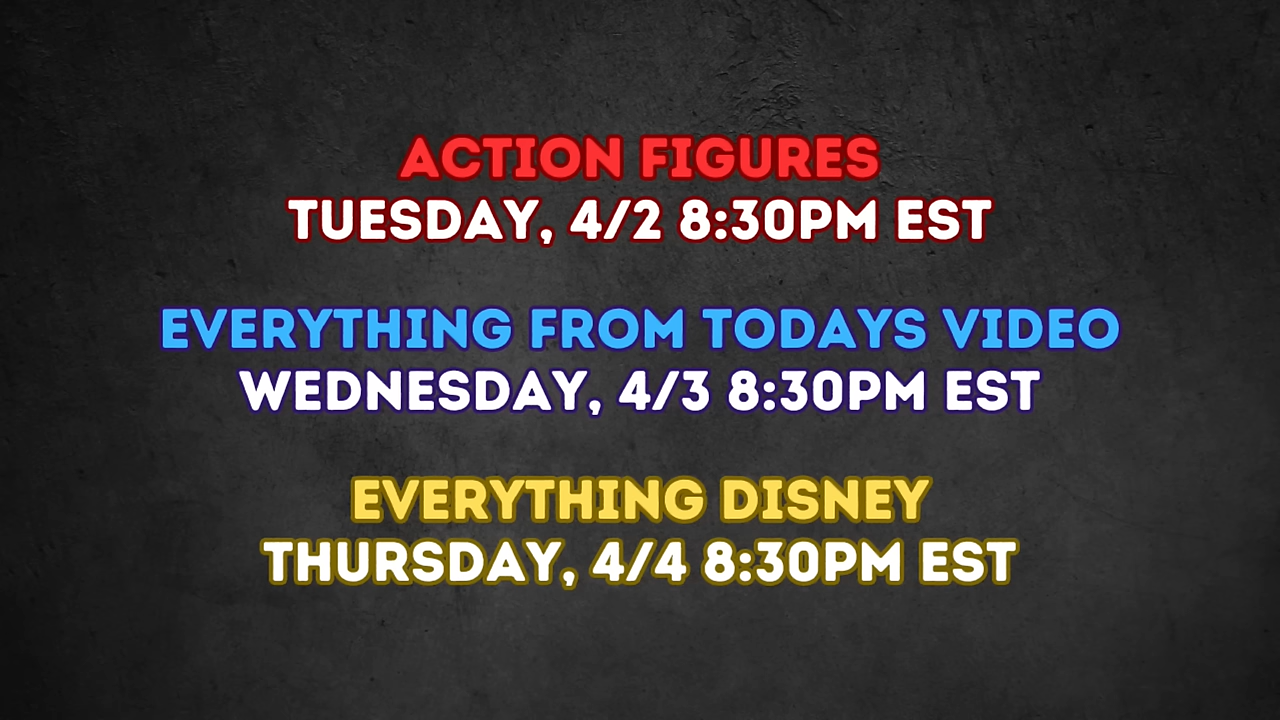 ACTION FIGURES
TUESDAY, 4/2 8:30PM EST
EVERYTHING FROM TODAYS VIDEO
WEDNESDAY, 4/3 8:30PM EST
EVERYTHING DISNEY
THURSDAY, 4/4 8:30PM EST